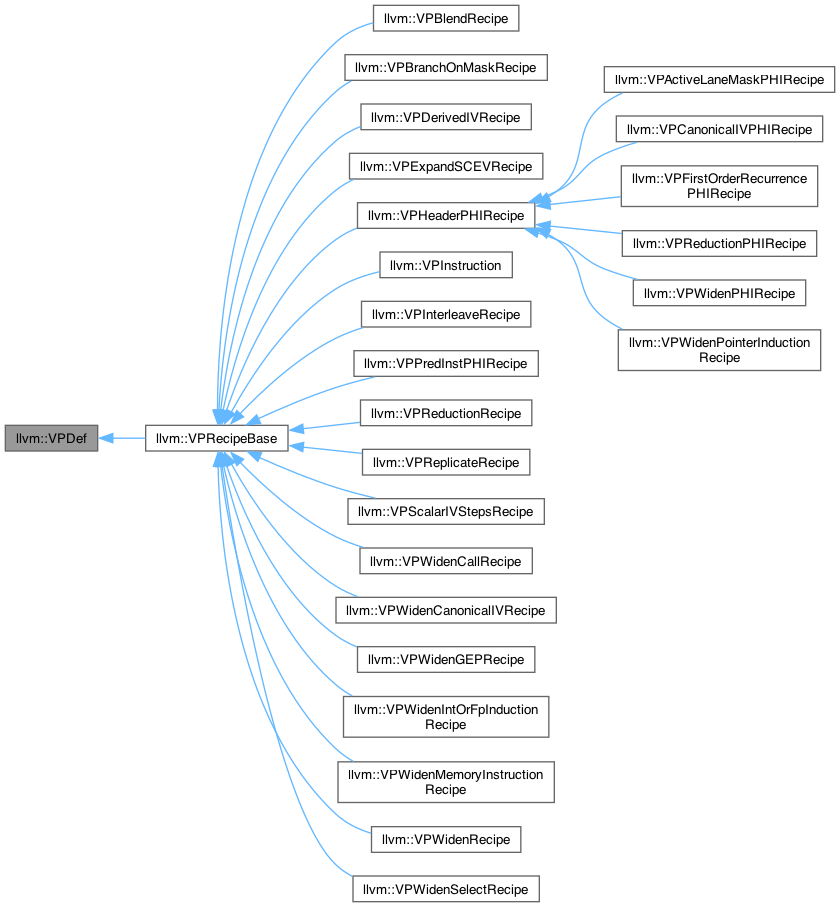 llvm::VPBlendRecipe
llvm::VPBranchOnMaskRecipe
llvm::VPActiveLaneMaskPHIRecipe
llvm::VPDerivedIVRecipe
llvm::VPCanonicalIVPHIRecipe
llvm::VPExpandSCEVRecipe
llvm::VPFirstOrderRecurrence
PHIRecipe
llvm::VPHeaderPHIRecipe
llvm::VPReductionPHIRecipe
llvm::VPInstruction
llvm::VPWidenPHIRecipe
llvm::VPInterleaveRecipe
llvm::VPWidenPointerInduction
Recipe
llvm::VPPredInstPHIRecipe
llvm::VPReductionRecipe
llvm::VPDef
llvm::VPRecipeBase
llvm::VPReplicateRecipe
llvm::VPScalarIVStepsRecipe
llvm::VPWidenCallRecipe
llvm::VPWidenCanonicalIVRecipe
llvm::VPWidenGEPRecipe
llvm::VPWidenIntOrFpInduction
Recipe
llvm::VPWidenMemoryInstruction
Recipe
llvm::VPWidenRecipe
llvm::VPWidenSelectRecipe